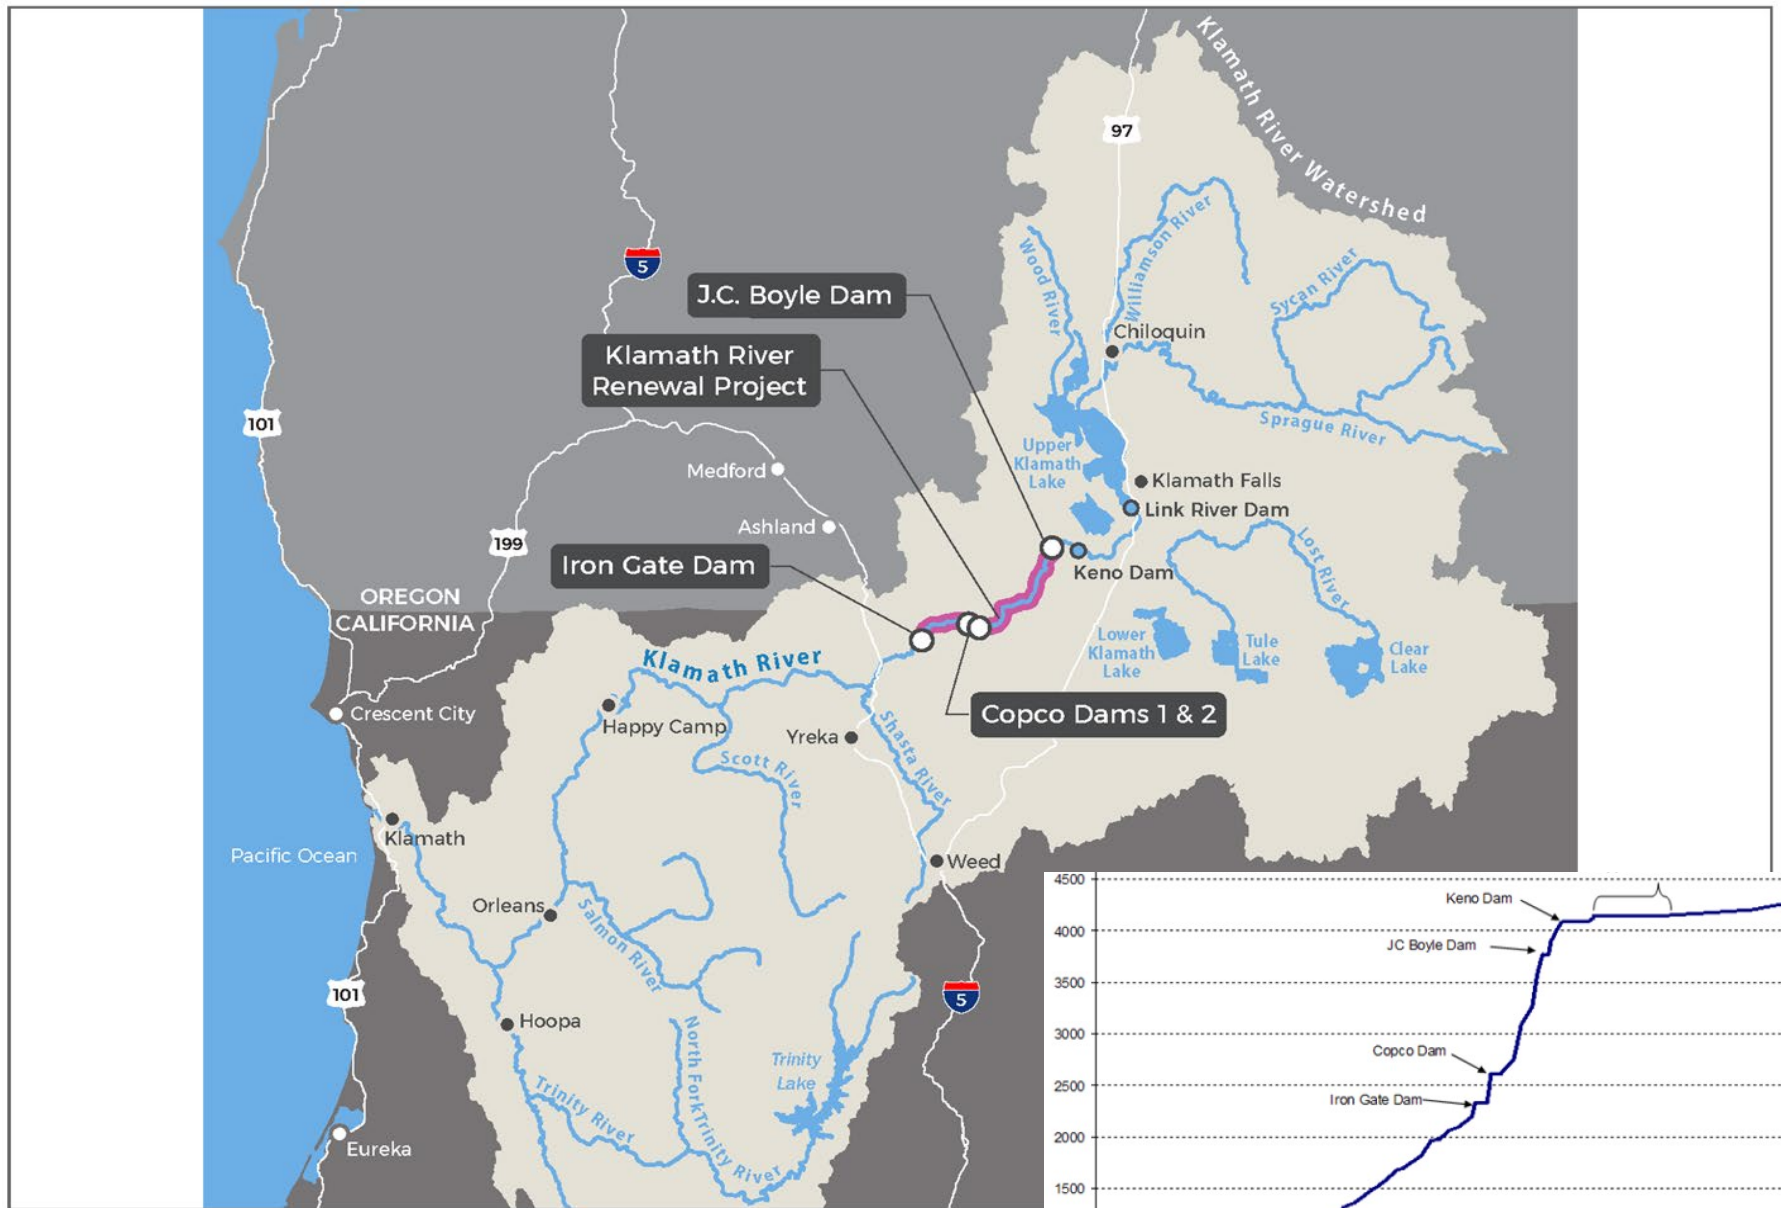 Klamath River Watershed
97
5
Wood River
Williamson River
Sycan River
J.C. Boyle Dam
Chiloquin
Klamath River
Renewal Project
101
Sprague River
Upper
Klamath
Lake
Medford
Klamath Falls
Link River Dam
Ashland
199
Lost River
Iron Gate Dam
Keno Dam
OREGON
CALIFORNIA
Lower
Klamath
Lake
Tule
Lake
Clear
Lake
Klamath River
Crescent City
Happy Camp
Yreka
Shasta River
Copco Dams 1 & 2
Scott River
Klamath
Pacific Ocean
Weed
Orleans
Salmon River
101
5
Hoopa
North Fork Trinity River
Trinity
Lake
Trinity River
Eureka
4500
Keno Dam
4000
JC Boyle Dam
3500
3000
Copco Dam
2500
Iron Gate Dam
2000
1500